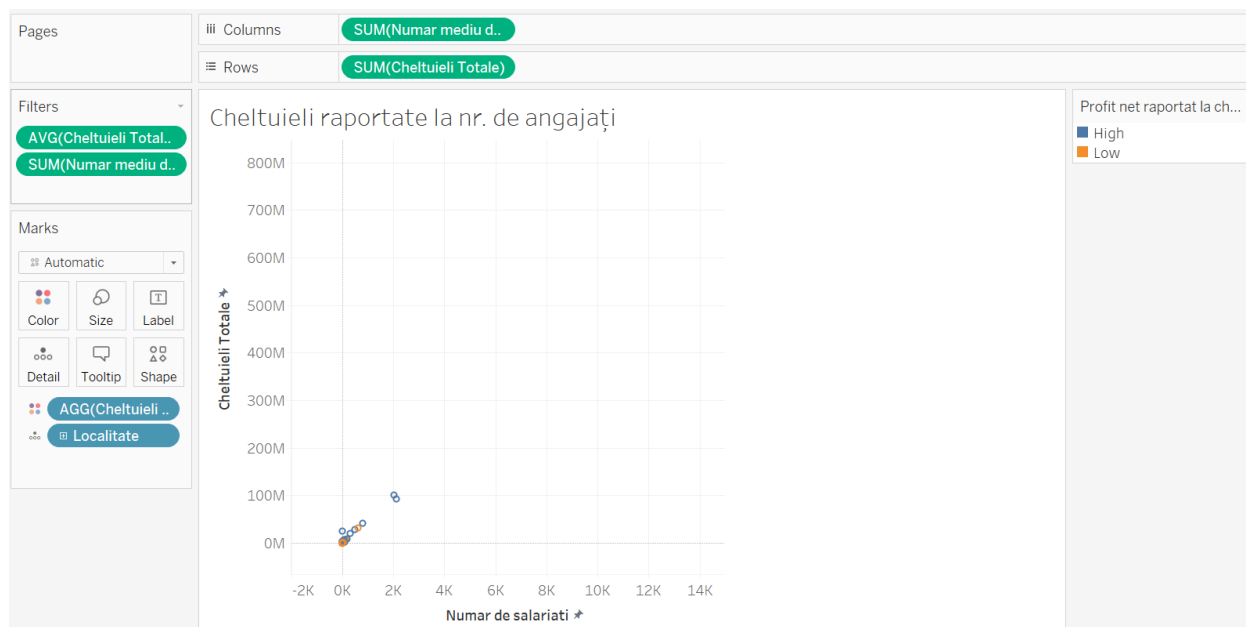 Pages
Columns
SUM(Numar mediu d..
Rows
SUM(Cheltuieli Totale)
Filters
AVG(Cheltuieli Total..
SUM(Numar mediu d..
Marks
Automatic
Color
Size
Label
Detail
Tooltip
Shape
AGG(Cheltuieli ..
Localitate
Cheltuieli raportate la nr. de angajați
Cheltuieli Totale
800M
700M
600M
500M
400M
300M
200M
100M
0M
-2K 0K 2K 4K 6K 8K 10K 12K 14K
Numar de salariati
Profit net raportat la ch...
High
Low